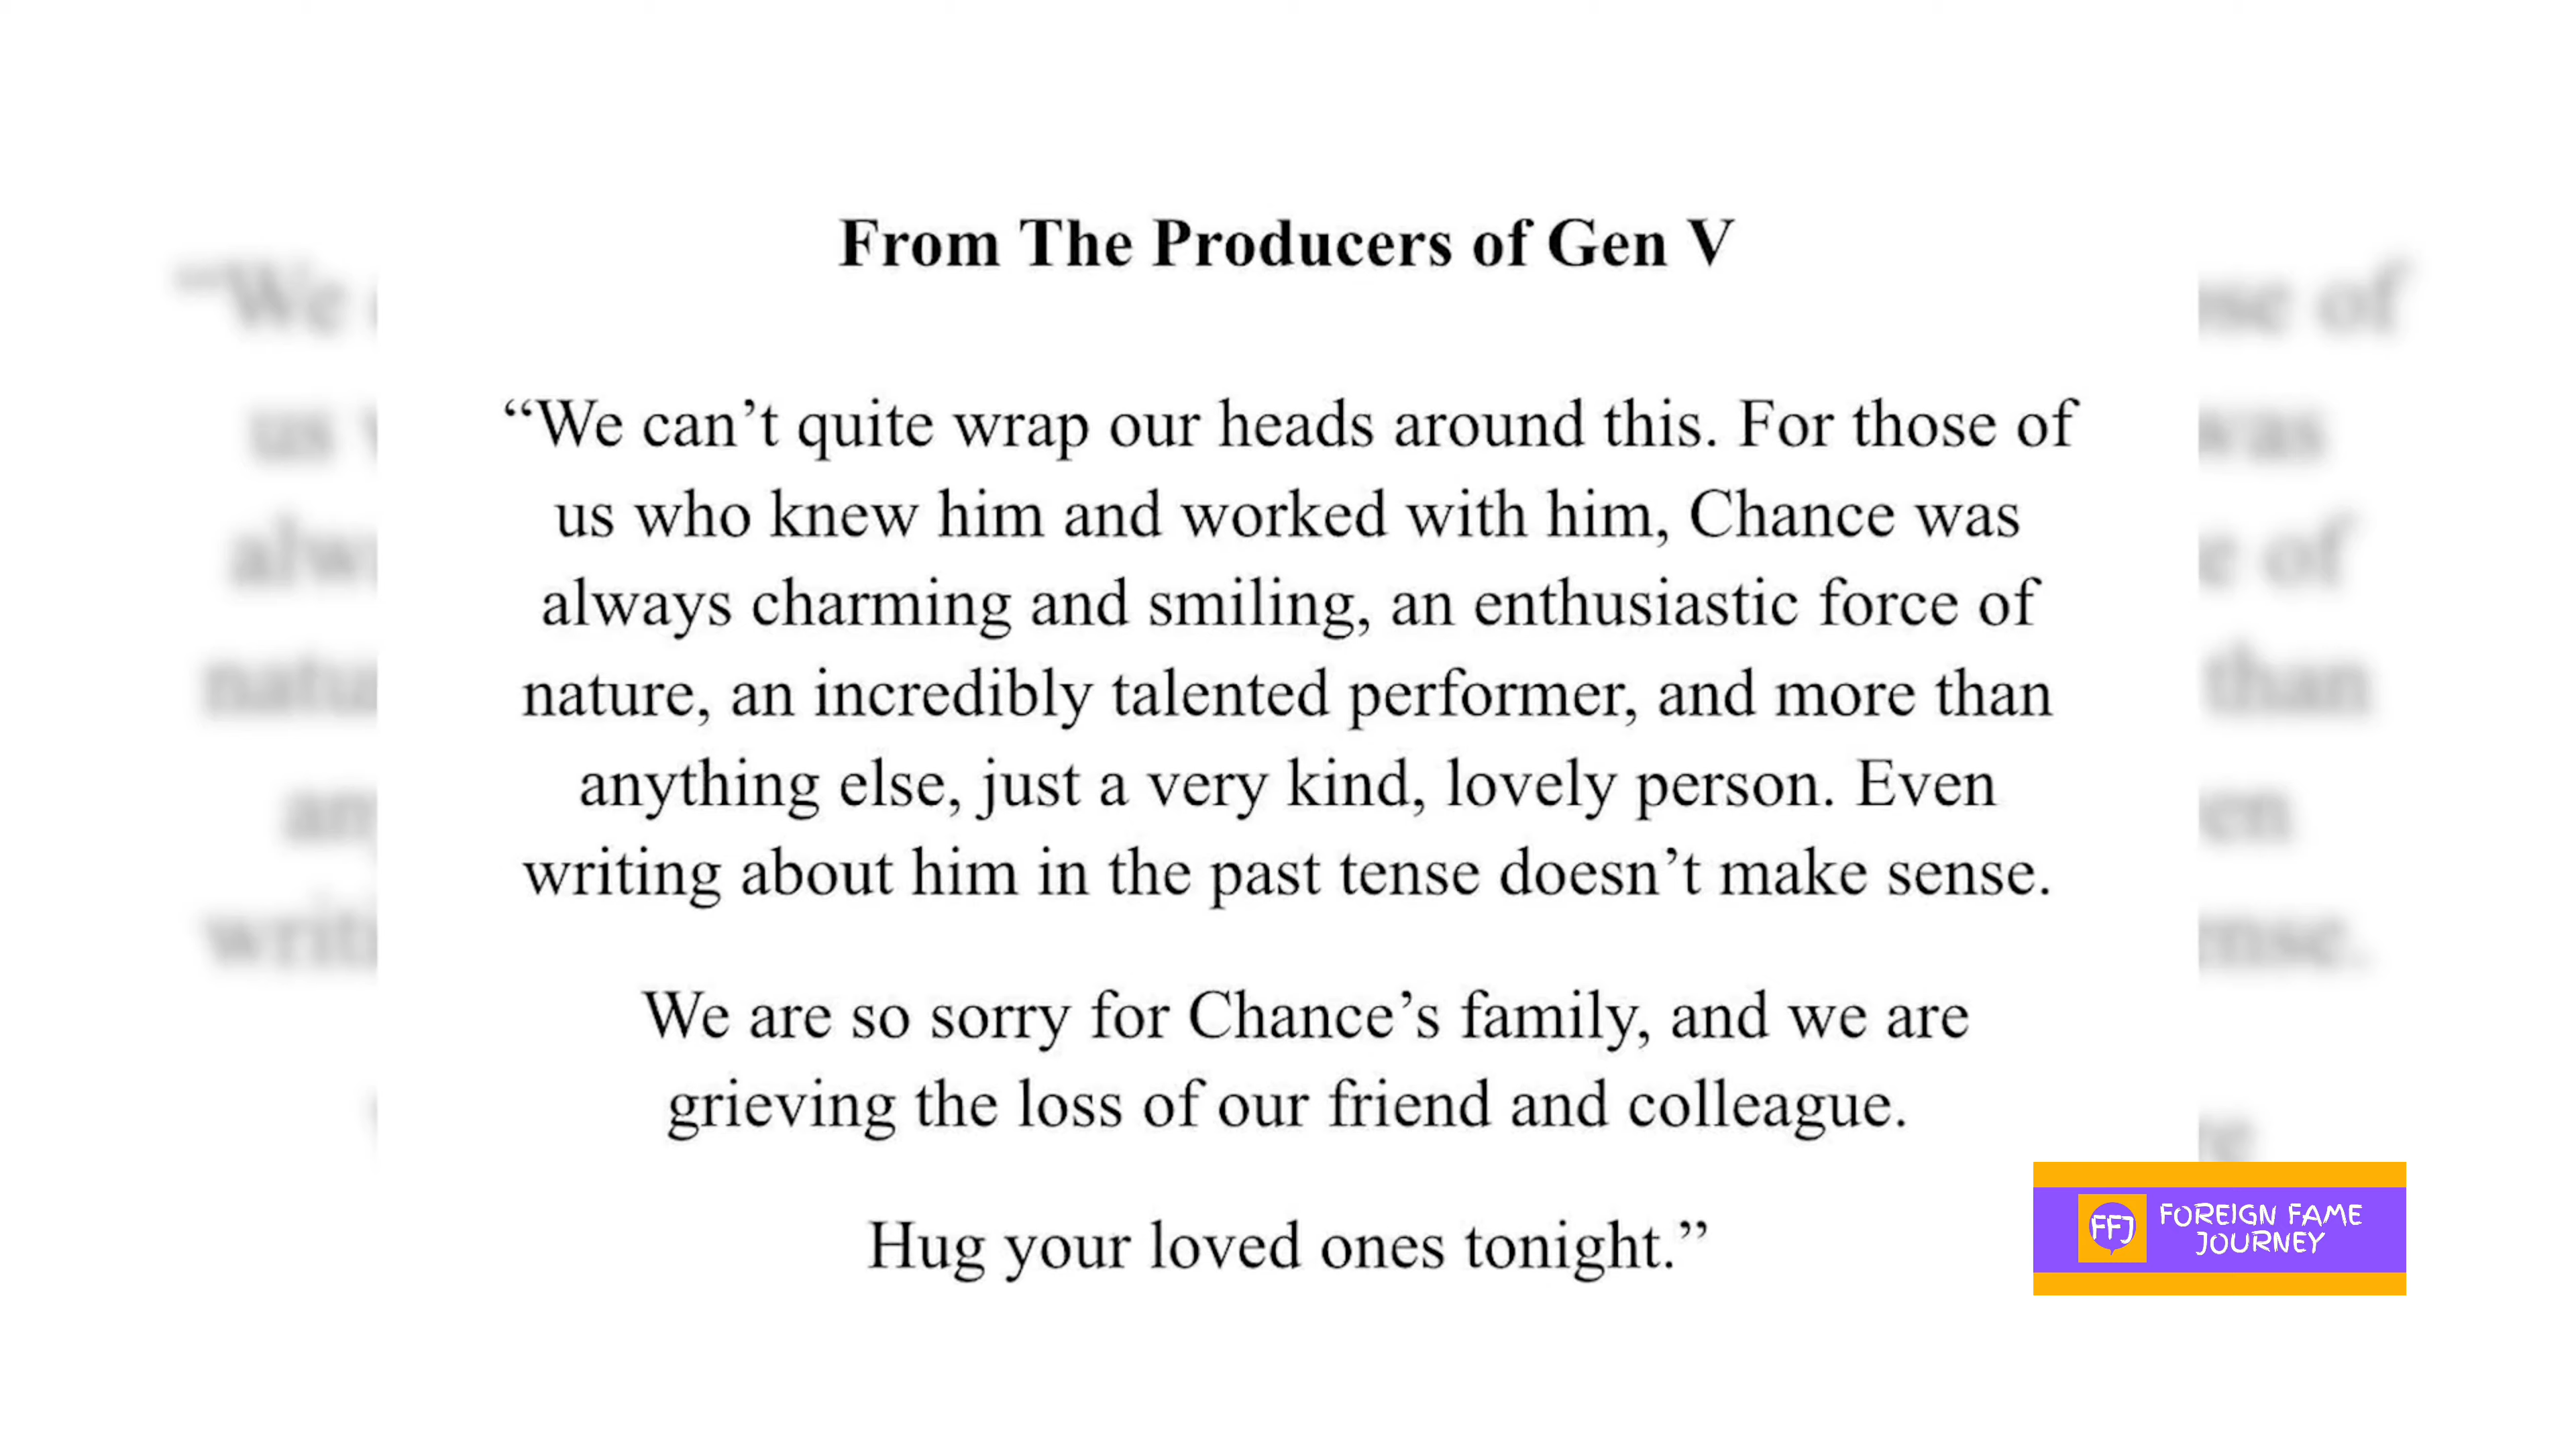 From The Producers of Gen V
“We can’t quite wrap our heads around this. For those of
us who knew him and worked with him, Chance was
always charming and smiling, an enthusiastic force of
nature, an incredibly talented performer, and more than
anything else, just a very kind, lovely person. Even
writing about him in the past tense doesn’t make sense.
We are so sorry for Chance’s family, and we are
grieving the loss of our friend and colleague.
Hug your loved ones tonight.”
FFJ
FOREIGN FAME
JOURNEY